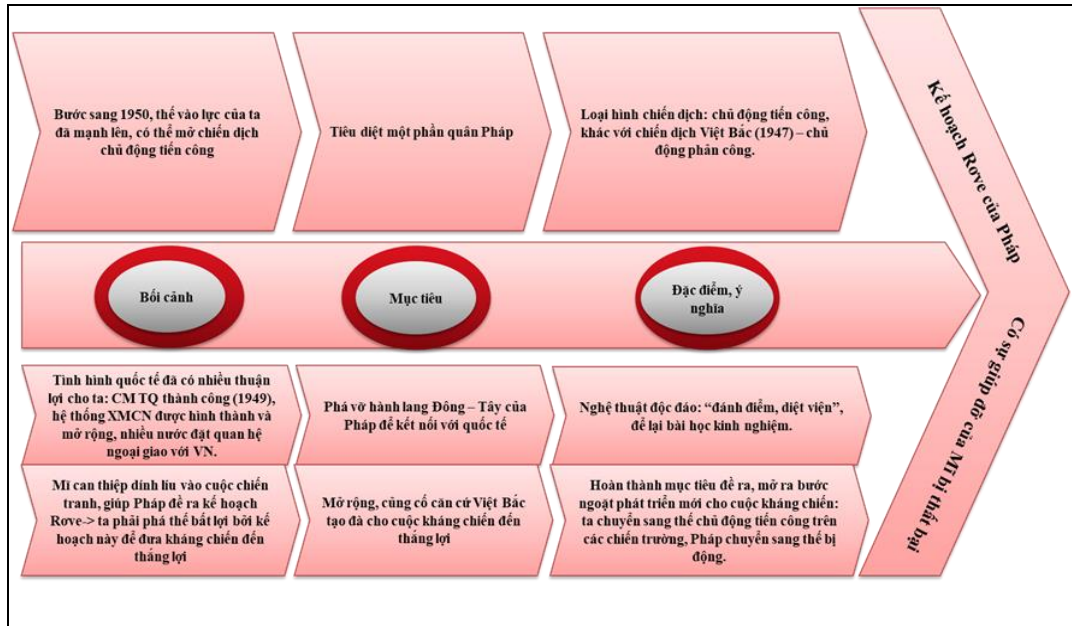 Bước sang 1950, thế vào lực của ta
đã mạnh lên, có thể mở chiến dịch
chủ động tiến công
Tiêu diệt một phần quân Pháp
Loại hình chiến dịch: chủ động tiến công,
khác với chiến dịch Việt Bắc (1947) – chủ
động phản công.
Bối cảnh
Mục tiêu
Đặc điểm, ý
nghĩa
Tình hình quốc tế đã có nhiều thuận
lợi cho ta: CM TQ thành công (1949),
hệ thống XMCN được hình thành và
mở rộng, nhiều nước đặt quan hệ
ngoại giao với VN.
Phá vỡ hành lang Đông – Tây của
Pháp để kết nối với quốc tế
Nghệ thuật độc đáo: “đánh điểm, diệt viện”,
để lại bài học kinh nghiệm.
Mĩ can thiệp dính líu vào cuộc chiến
tranh, giúp Pháp đề ra kế hoạch
Rơve-> ta phải phá thế bất lợi bởi kế
hoạch này để đưa kháng chiến đến
thắng lợi
Mở rộng, củng cố căn cứ Việt Bắc
tạo đà cho cuộc kháng chiến đến
thắng lợi
Hoàn thành mục tiêu đề ra, mở ra bước
ngoặt phát triển mới cho cuộc kháng chiến:
ta chuyển sang thế chủ động tiến công trên
các chiến trường, Pháp chuyển sang thế bị
động.
Kế hoạch Rơve của Pháp
Có sự giúp đỡ của Mĩ bị thất bại